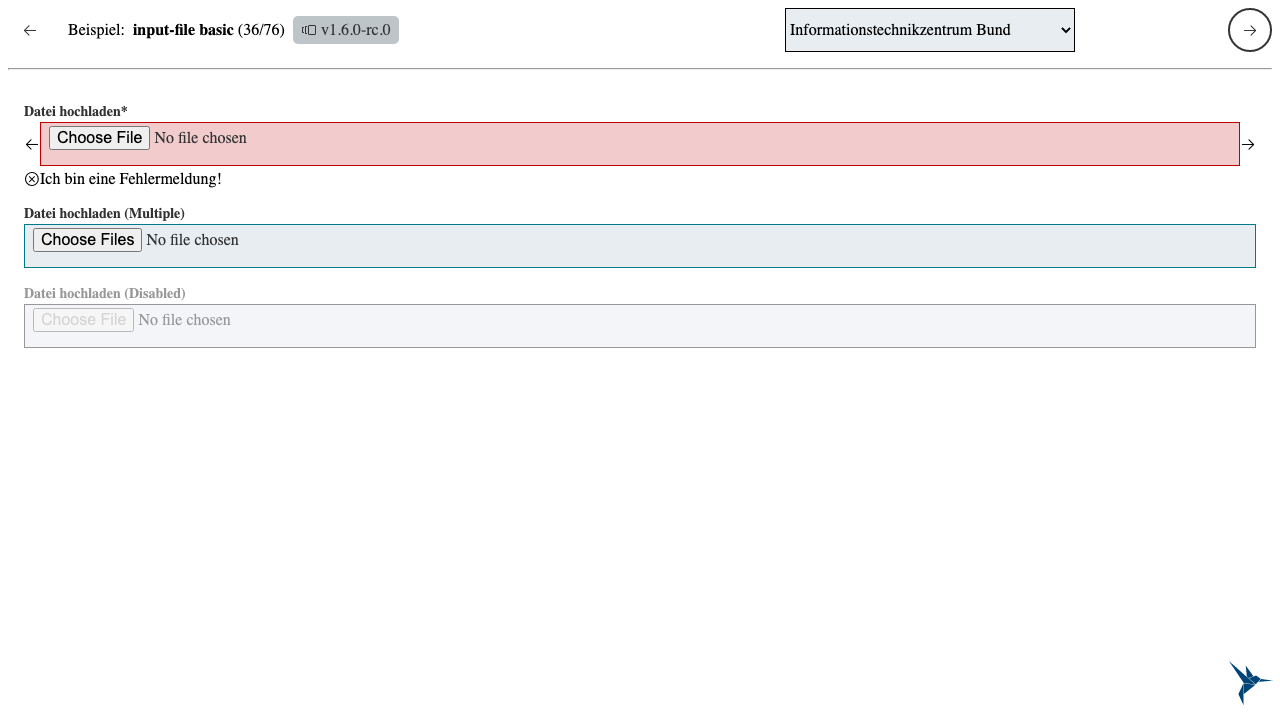 Beispiel: input-file basic (36/76) v1.6.0-rc.0 Informationstechnikzentrum Bund
Datei hochladen*
Choose File No file chosen
Ich bin eine Fehlermeldung!
Datei hochladen (Multiple)
Choose Files No file chosen
Datei hochladen (Disabled)
Choose File No file chosen